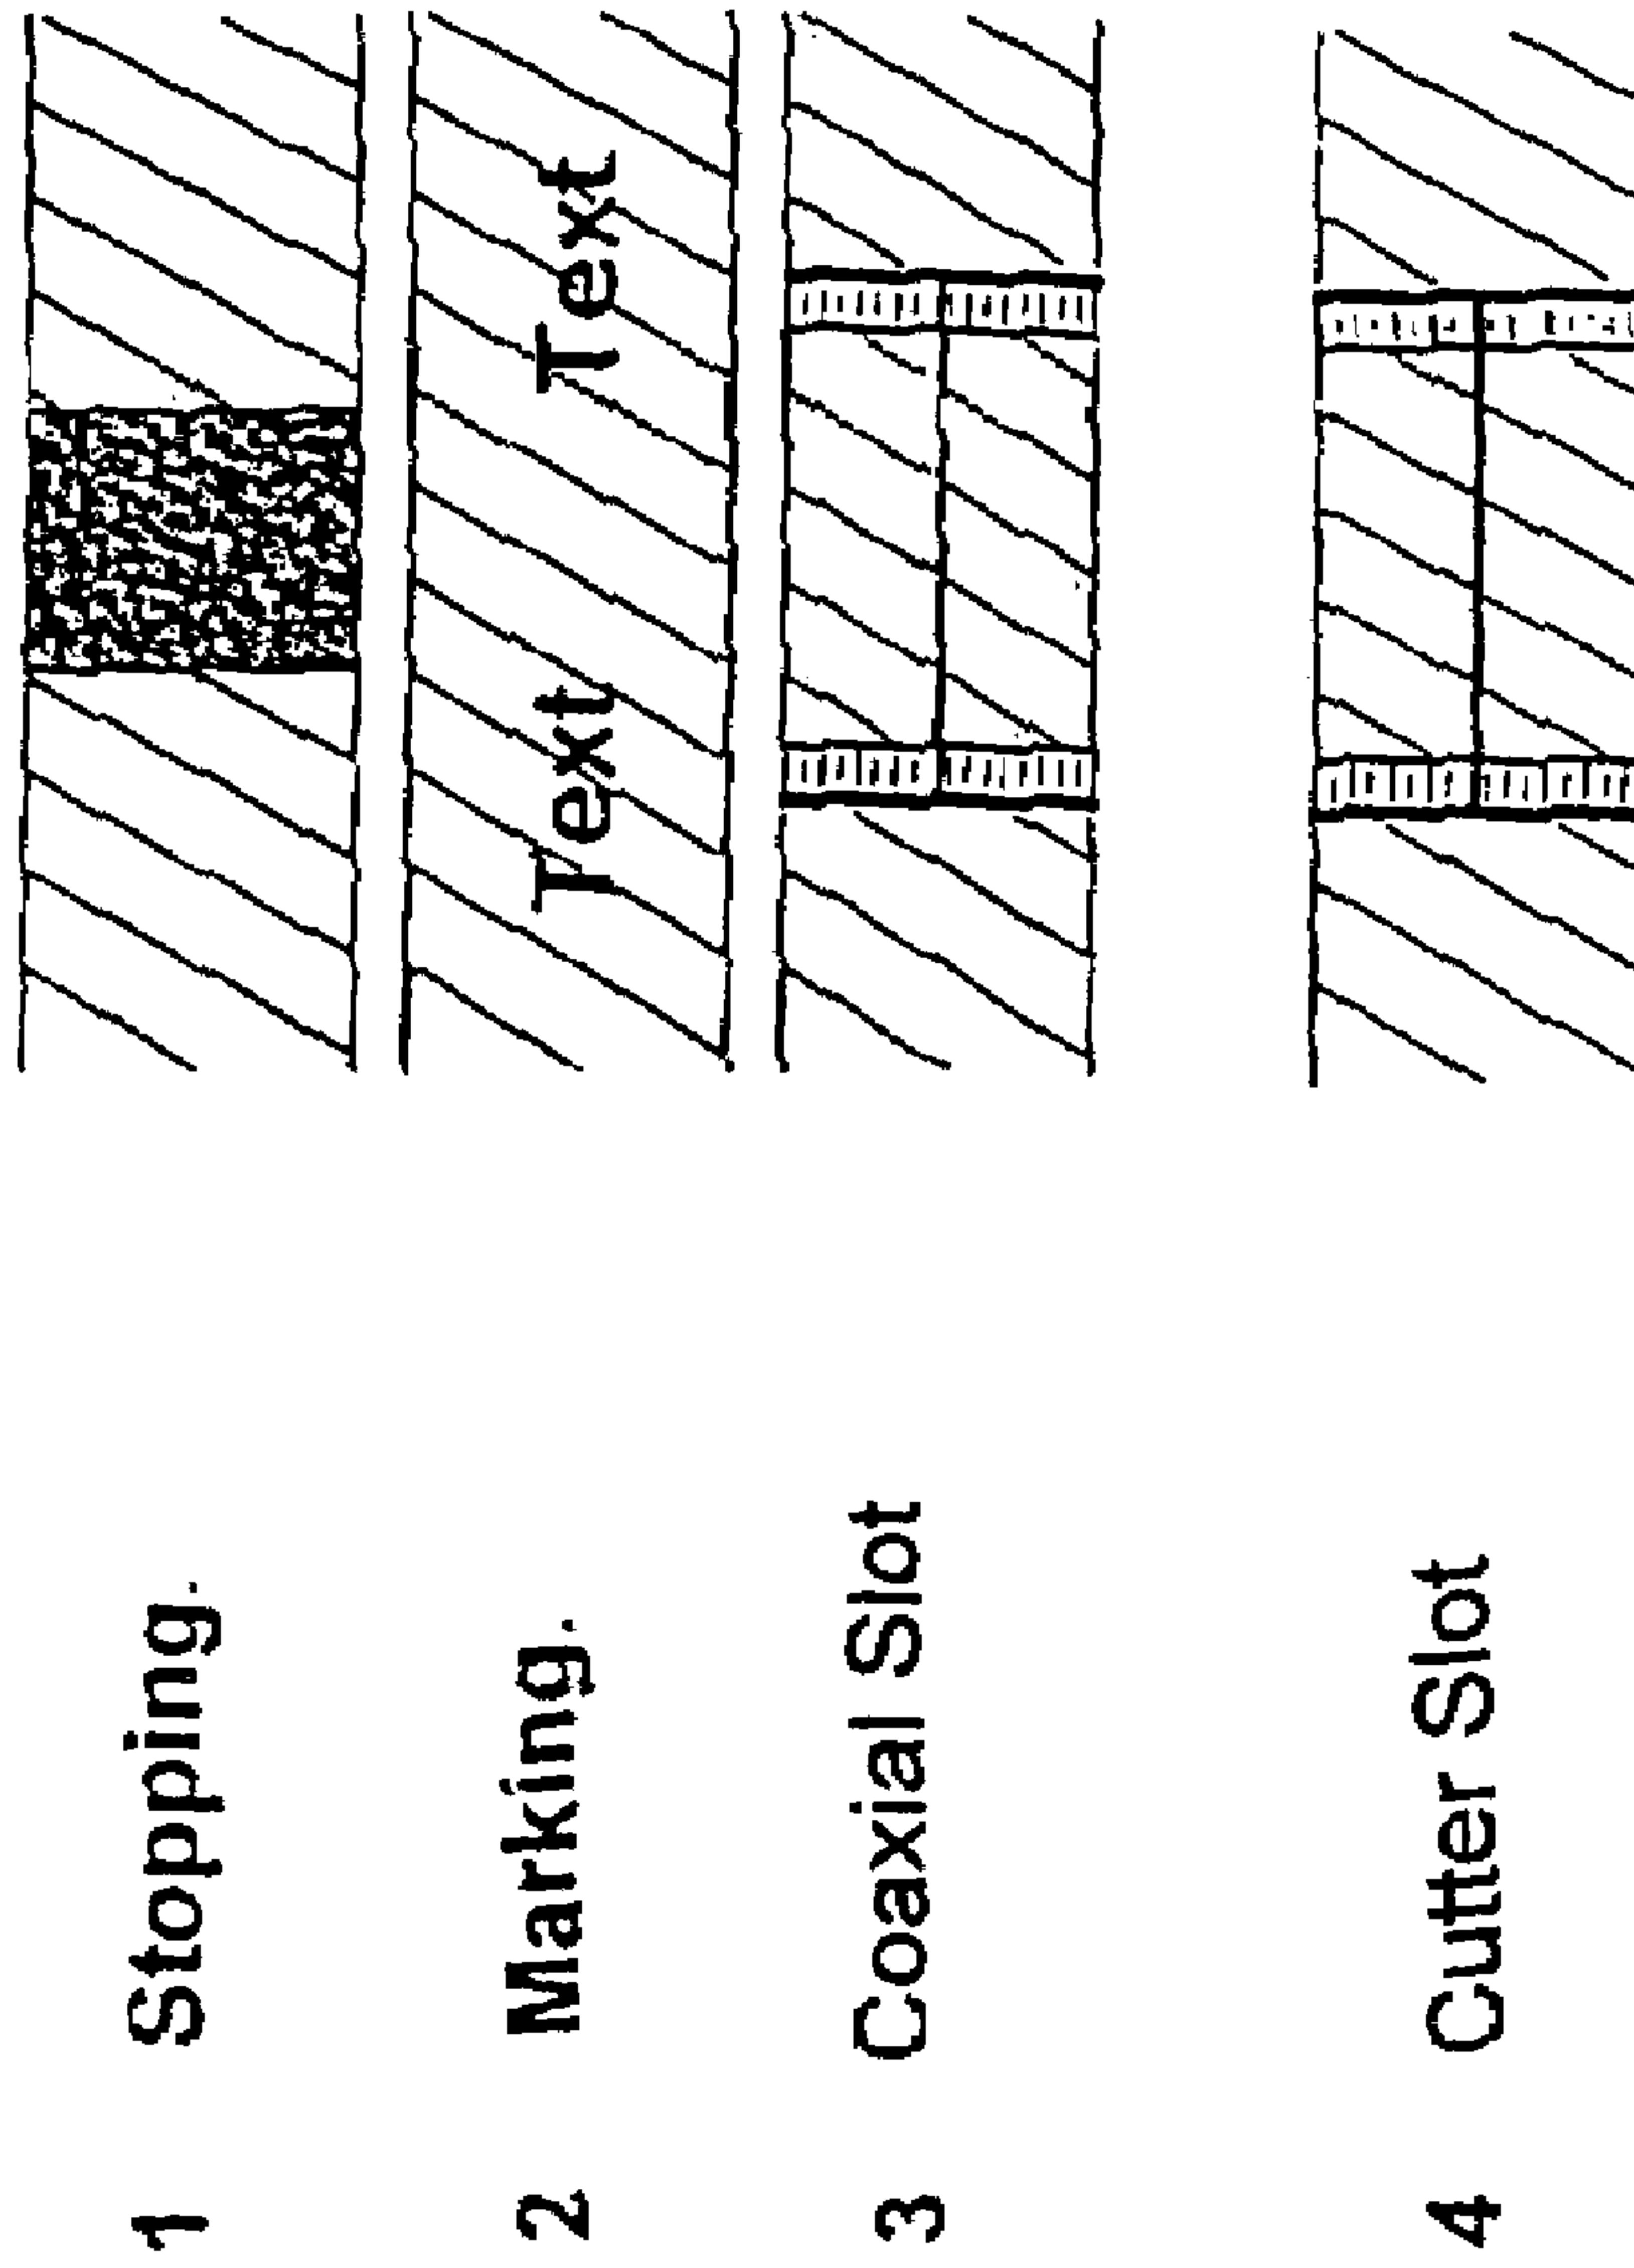 1 Stopping.
Text Text
2 Marking.
3 Coaxial Slot
4 Cutter Slot